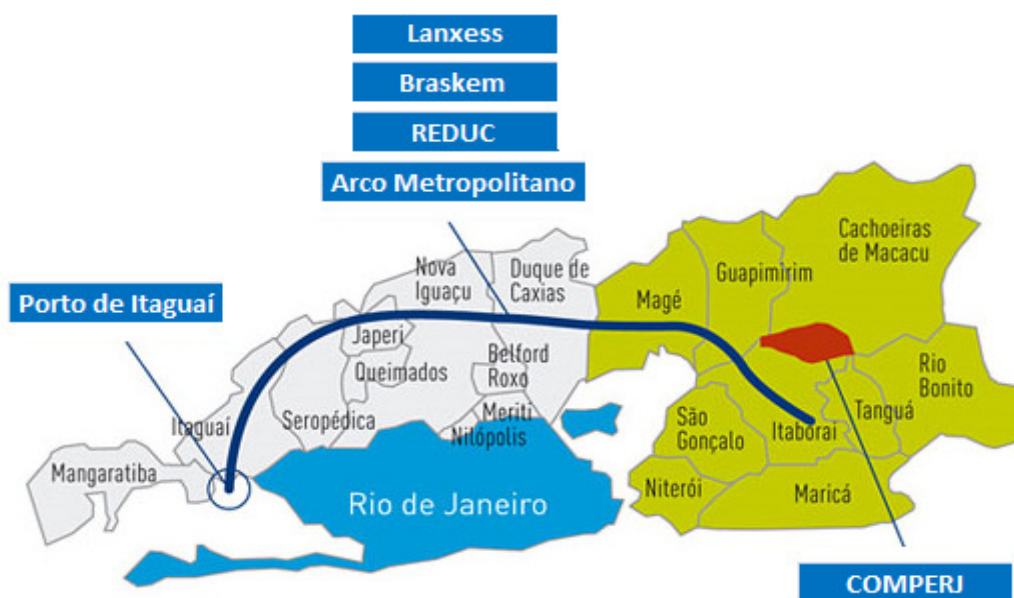 Lanxess
Braskem
REDUC
Arco Metropolitano
Porto de Itaguaí
COMPERJ
Cachoeiras
de Macacu
Guapimirim
Magé
Nova
Iguaçu
Duque de
Caxias
Japeri
Queimados
Belford
Roxo
Rio
Bonito
Itaguaí
Seropédica
Meriti
Nilópolis
São
Gonçalo
Itaboraí
Tanguá
Mangaratiba
Rio de Janeiro
Niterói
Maricá